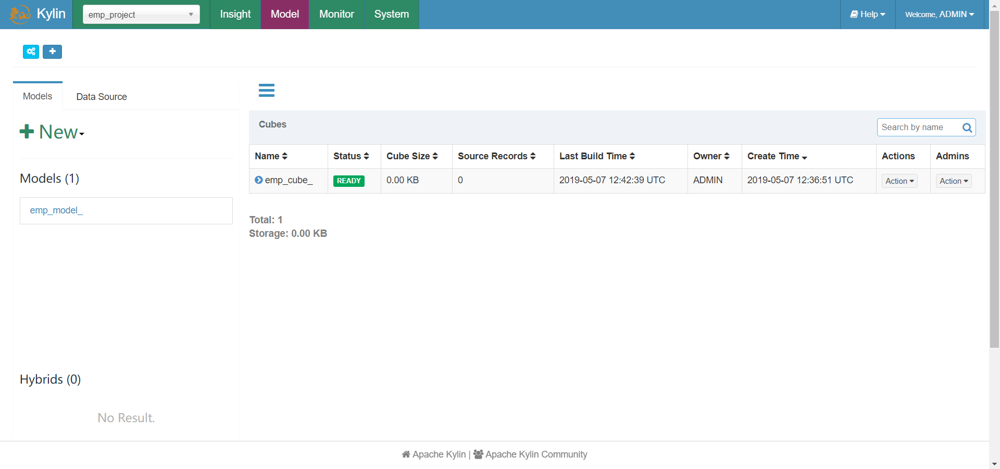 Kylin
emp_project
Insight
Model
Monitor
System
Help
Welcome, ADMIN
Models
Data Source
New
Models (1)
emp_model_
Hybrids (0)
No Result.
Cubes
Search by name
Name Status Cube Size Source Records Last Build Time Owner Create Time Actions Admins
emp_cube_ READY 0.00 KB 0 2019-05-07 12:42:39 UTC ADMIN 2019-05-07 12:36:51 UTC Action Action
Total: 1
Storage: 0.00 KB
Apache Kylin | Apache Kylin Community